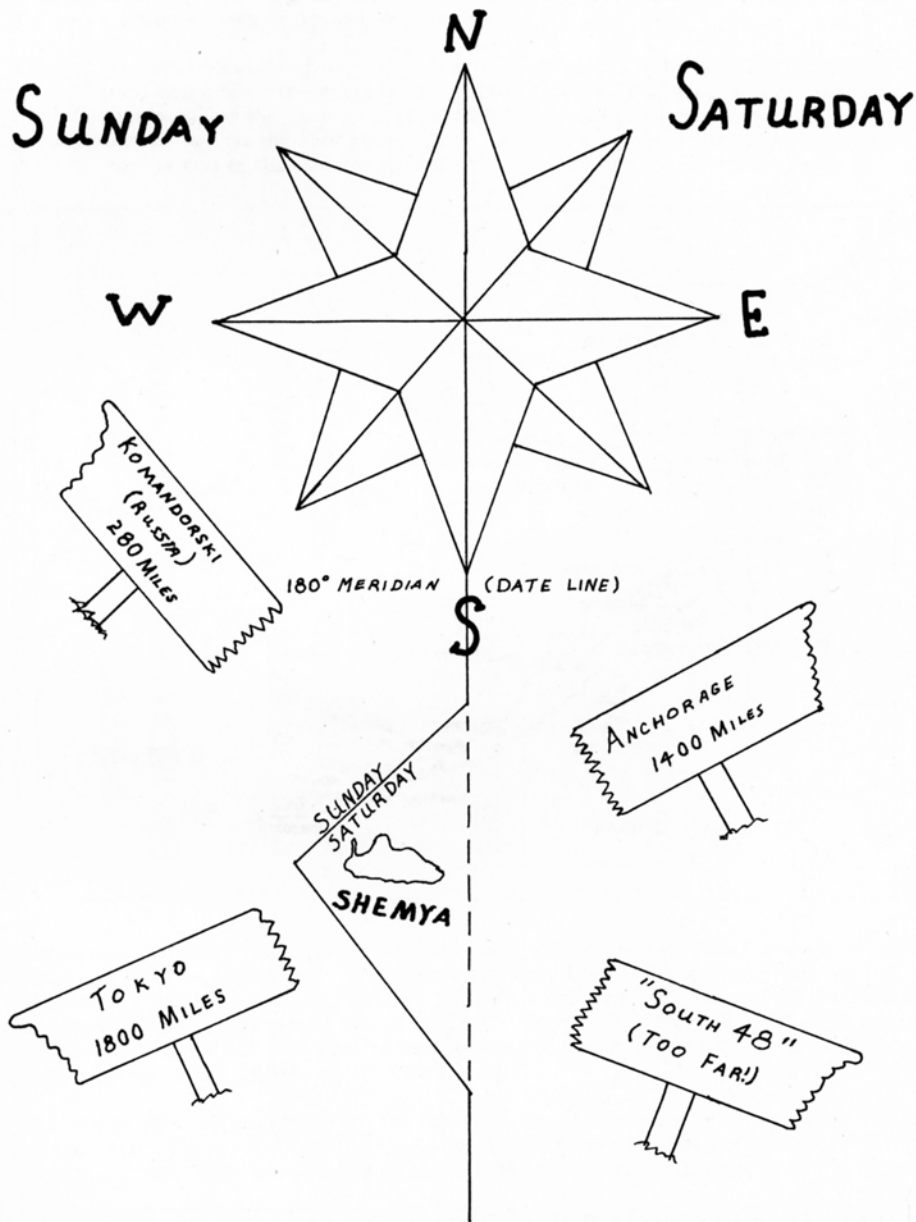 N
SUNDAY
SATURDAY
W
E
KOMANDORSKI
(RUSSIA)
280 MILES
180° MERIDIAN (DATE LINE)
S
ANCHORAGE
1400 MILES
SUNDAY
SATURDAY
SHEMYA
TOKYO
1800 MILES
"SOUTH 48"
(TOO FAR!)